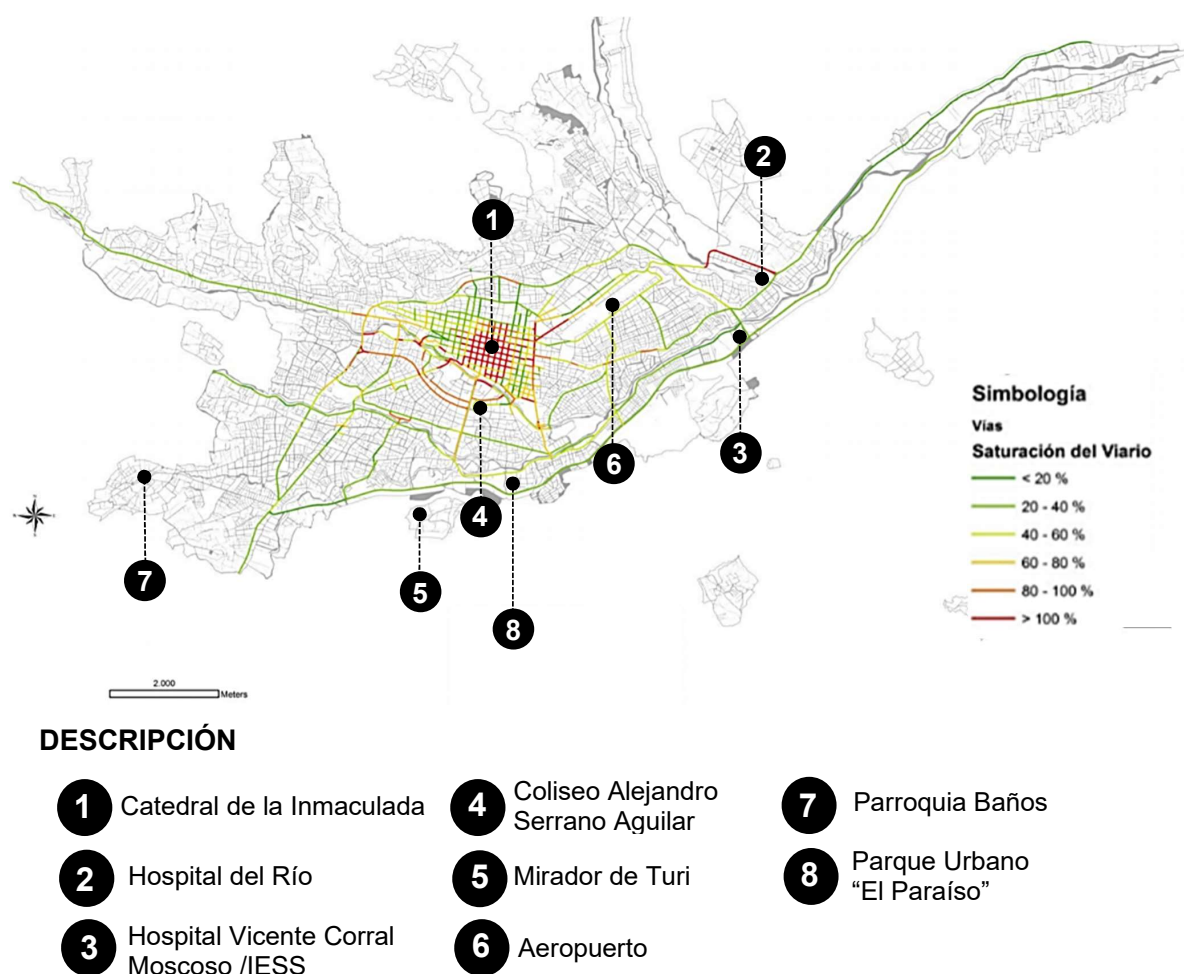 2
1
Simbología
Vías
Saturación del Viario
< 20 %
20 - 40 %
40 - 60 %
60 - 80 %
80 - 100 %
> 100 %
3
6
4
7
5
8
2.000
Meters
DESCRIPCIÓN
1 Catedral de la Inmaculada
2 Hospital del Río
3 Hospital Vicente Corral
Moscoso /IESS
4 Coliseo Alejandro
Serrano Aguilar
5 Mirador de Turi
6 Aeropuerto
7 Parroquia Baños
8 Parque Urbano
“El Paraíso”